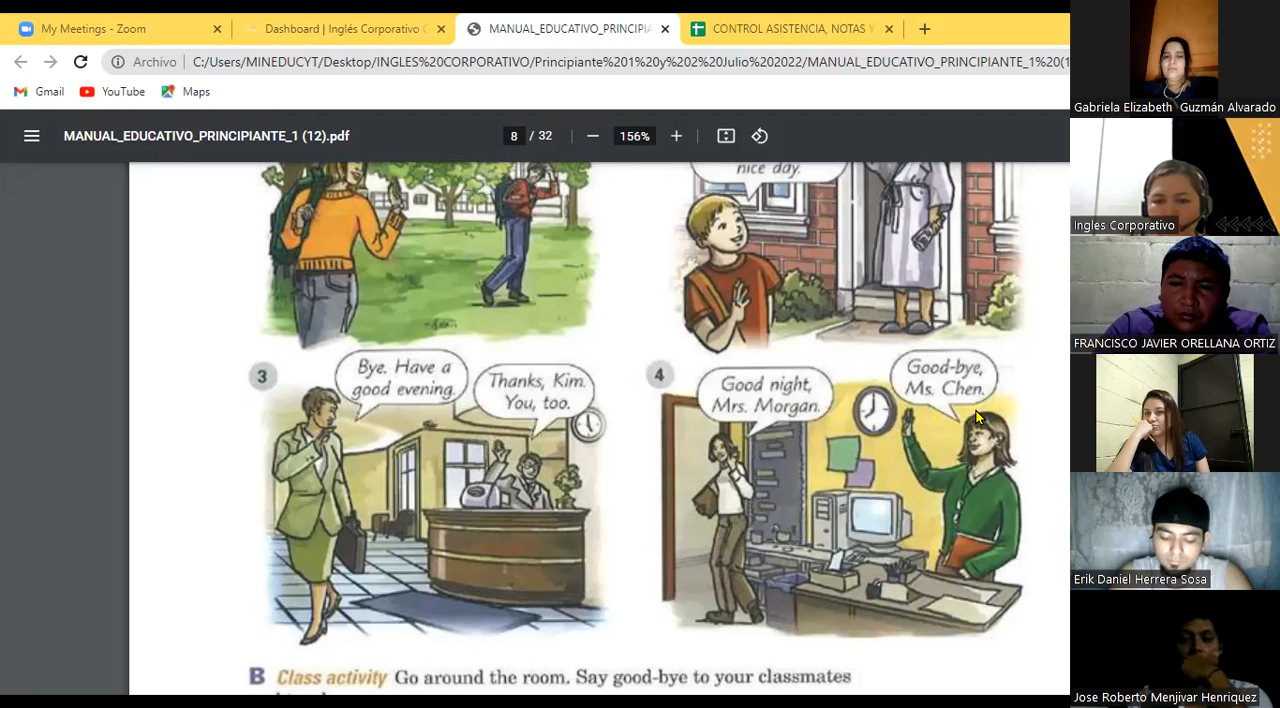 My Meetings - Zoom
Dashboard | Inglés Corporativo
MANUAL_EDUCATIVO_PRINCIPIA
CONTROL ASISTENCIA, NOTAS Y
Archivo
C:/Users/MINEDUCYT/Desktop/INGLES%20CORPORATIVO/Principiante%201%20y%202%20Julio%202022/MANUAL_EDUCATIVO_PRINCIPIANTE_1%20(1
Gmail
YouTube
Maps
MANUAL_EDUCATIVO_PRINCIPIANTE_1 (12).pdf
8 / 32
156%
nice day.
3
Bye. Have a
good evening.
Thanks, Kim.
You, too.
4
Good night,
Mrs. Morgan.
Good-bye,
Ms. Chen.
B Class activity Go around the room. Say good-bye to your classmates
Gabriela Elizabeth Guzmán Alvarado
Ingles Corporativo
FRANCISCO JAVIER ORELLANA ORTIZ
Erik Daniel Herrera Sosa
Jose Roberto Menjivar Henriquez